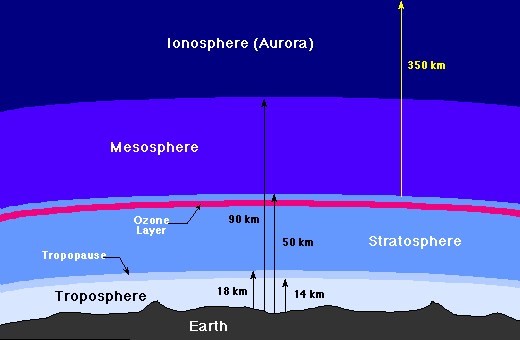 Ionosphere (Aurora)
350 km
Mesosphere
Ozone
Layer
90 km
50 km
Stratosphere
Tropopause
Troposphere
18 km
14 km
Earth